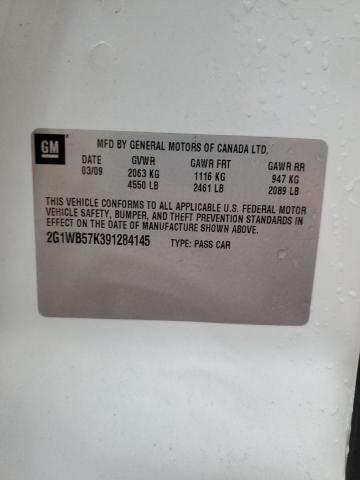 GM
MFD BY GENERAL MOTORS OF CANADA LTD.
DATE GVWR GAWR FRT GAWR RR
03/09 2063 KG 1116 KG 947 KG
4550 LB 2461 LB 2089 LB
THIS VEHICLE CONFORMS TO ALL APPLICABLE U.S. FEDERAL MOTOR
VEHICLE SAFETY, BUMPER, AND THEFT PREVENTION STANDARDS IN
EFFECT ON THE DATE OF MANUFACTURE SHOWN ABOVE.
2G1WB57K391284145 TYPE: PASS CAR